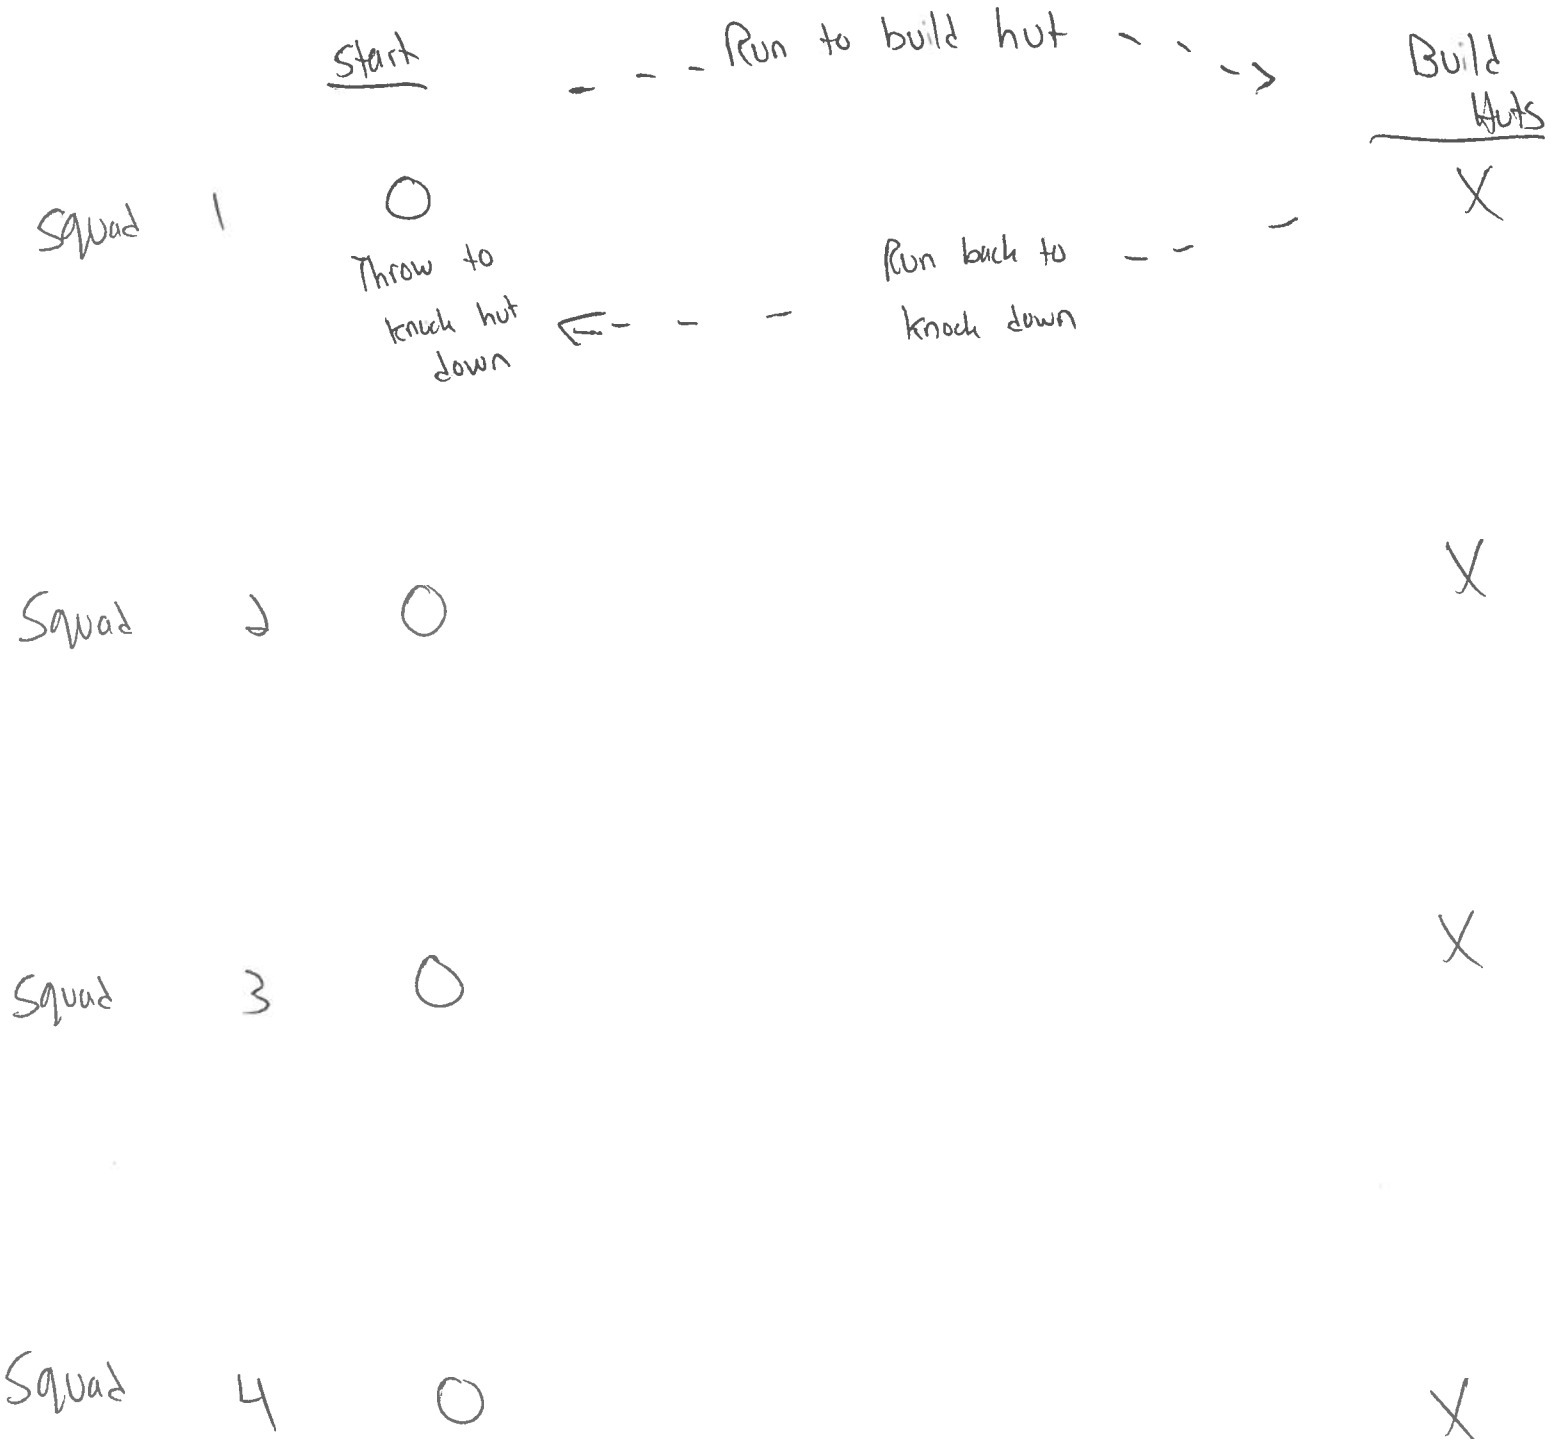 Start
Run to build hut
Build
Huts
Squad 1 O X
Throw to
knock hut
down
Run back to
knock down
Squad 2 O X
Squad 3 O X
Squad 4 O X